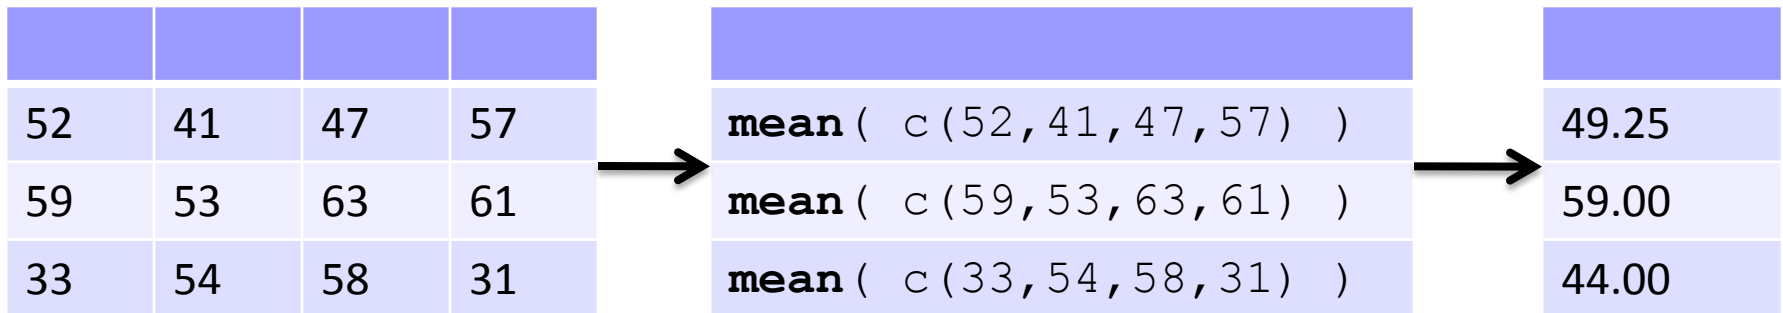 52 41 47 57 mean( c(52,41,47,57) ) 49.25
59 53 63 61 mean( c(59,53,63,61) ) 59.00
33 54 58 31 mean( c(33,54,58,31) ) 44.00